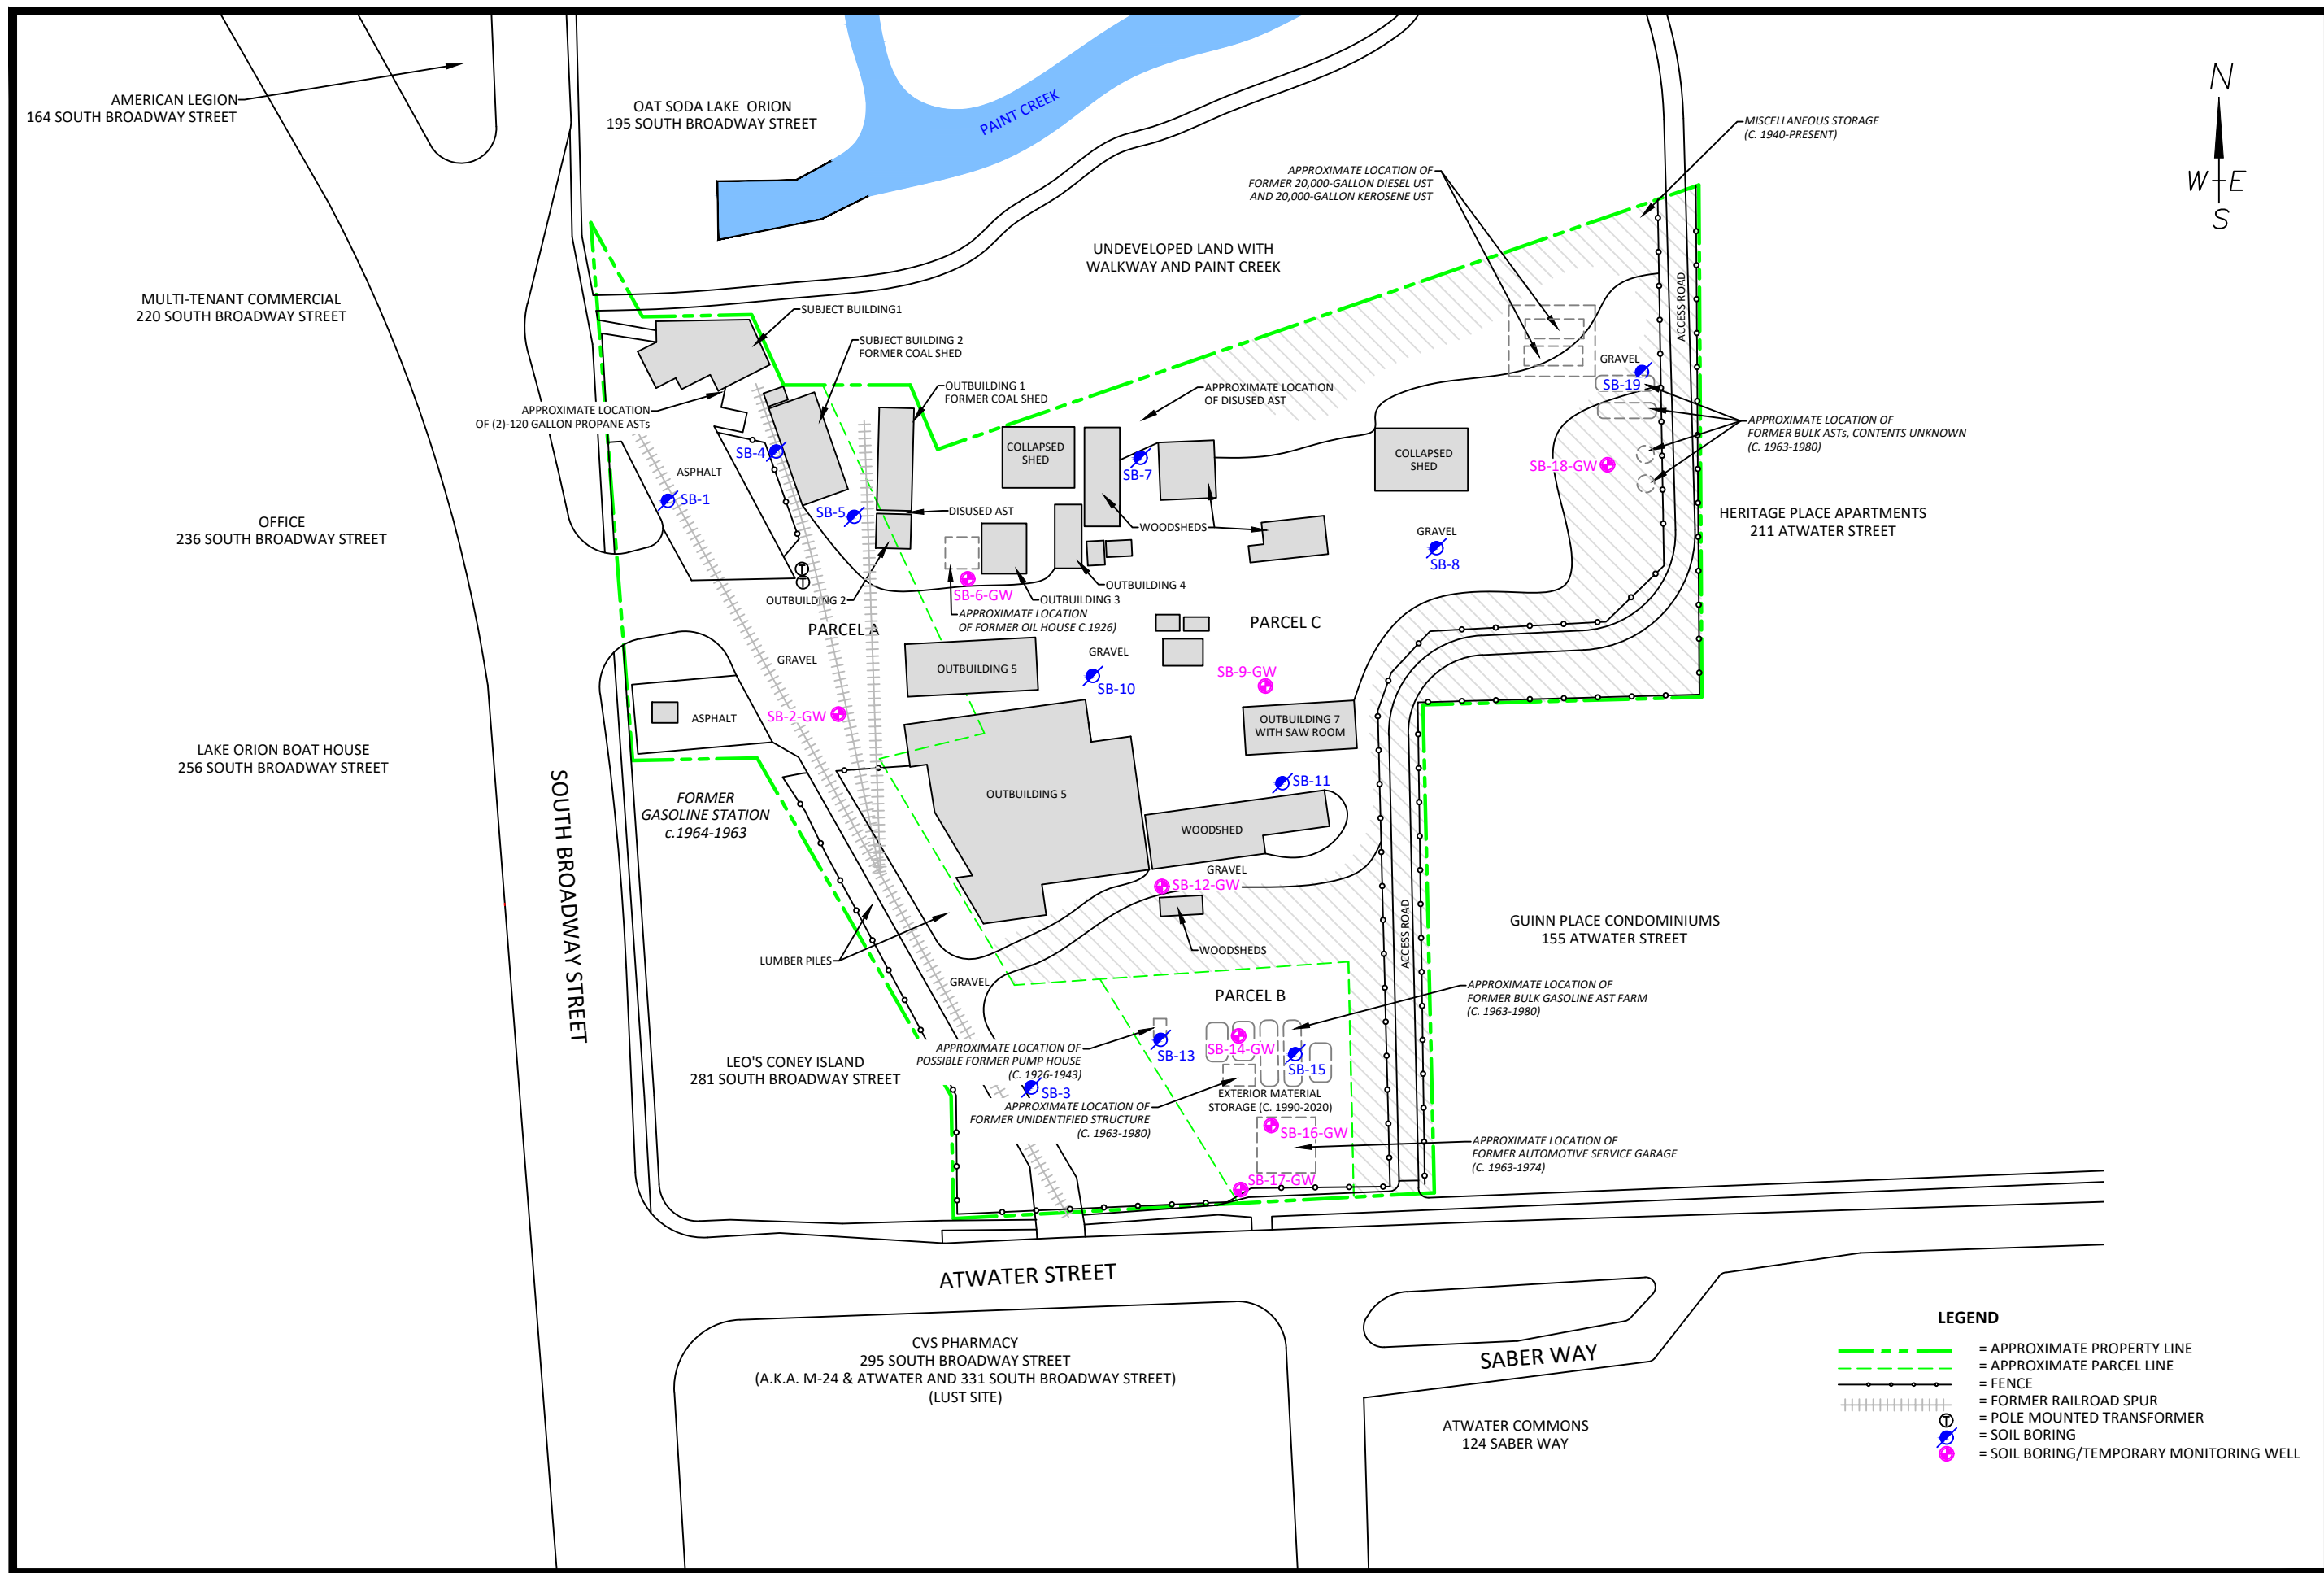 N
W
E
S
AMERICAN LEGION
164 SOUTH BROADWAY STREET
OAT SODA LAKE ORION
195 SOUTH BROADWAY STREET
PAINT CREEK
MISCELLANEOUS STORAGE
(C. 1940-PRESENT)
APPROXIMATE LOCATION OF
FORMER 20,000-GALLON DIESEL UST
AND 20,000-GALLON KEROSENE UST
UNDEVELOPED LAND WITH
WALKWAY AND PAINT CREEK
MULTI-TENANT COMMERCIAL
220 SOUTH BROADWAY STREET
SUBJECT BUILDING1
SUBJECT BUILDING 2
FORMER COAL SHED
OUTBUILDING 1
FORMER COAL SHED
APPROXIMATE LOCATION
OF DISUSED AST
ACCESS ROAD
GRAVEL
SB-19
APPROXIMATE LOCATION
OF (2)-120 GALLON PROPANE ASTs
APPROXIMATE LOCATION OF
FORMER BULK ASTs, CONTENTS UNKNOWN
(C. 1963-1980)
SB-4
ASPHALT
SB-1
SB-5
DISUSED AST
COLLAPSED
SHED
SB-7
WOODSHEDS
COLLAPSED
SHED
SB-18-GW
GRAVEL
SB-8
OFFICE
236 SOUTH BROADWAY STREET
HERITAGE PLACE APARTMENTS
211 ATWATER STREET
T
T
OUTBUILDING 2
SB-6-GW
OUTBUILDING 4
OUTBUILDING 3
APPROXIMATE LOCATION
OF FORMER OIL HOUSE C.1926)
PARCEL A
PARCEL C
GRAVEL
OUTBUILDING 5
GRAVEL
SB-10
SB-9-GW
SB-2-GW
ASPHALT
OUTBUILDING 7
WITH SAW ROOM
LAKE ORION BOAT HOUSE
256 SOUTH BROADWAY STREET
SOUTH BROADWAY STREET
FORMER
GASOLINE STATION
c.1964-1963
OUTBUILDING 5
SB-11
WOODSHED
GRAVEL
SB-12-GW
WOODSHEDS
LUMBER PILES
GRAVEL
ACCESS ROAD
GUINN PLACE CONDOMINIUMS
155 ATWATER STREET
PARCEL B
APPROXIMATE LOCATION OF
FORMER BULK GASOLINE AST FARM
(C. 1963-1980)
LEO'S CONEY ISLAND
281 SOUTH BROADWAY STREET
APPROXIMATE LOCATION OF
POSSIBLE FORMER PUMP HOUSE
(C. 1926-1943)
SB-13
SB-14-GW
SB-15
SB-3
APPROXIMATE LOCATION OF
FORMER UNIDENTIFIED STRUCTURE
(C. 1963-1980)
EXTERIOR MATERIAL
STORAGE (C. 1990-2020)
SB-16-GW
APPROXIMATE LOCATION OF
FORMER AUTOMOTIVE SERVICE GARAGE
(C. 1963-1974)
SB-17-GW
ATWATER STREET
CVS PHARMACY
295 SOUTH BROADWAY STREET
(A.K.A. M-24 & ATWATER AND 331 SOUTH BROADWAY STREET)
(LUST SITE)
SABER WAY
ATWATER COMMONS
124 SABER WAY
LEGEND
= APPROXIMATE PROPERTY LINE
= APPROXIMATE PARCEL LINE
= FENCE
= FORMER RAILROAD SPUR
T = POLE MOUNTED TRANSFORMER
= SOIL BORING
= SOIL BORING/TEMPORARY MONITORING WELL